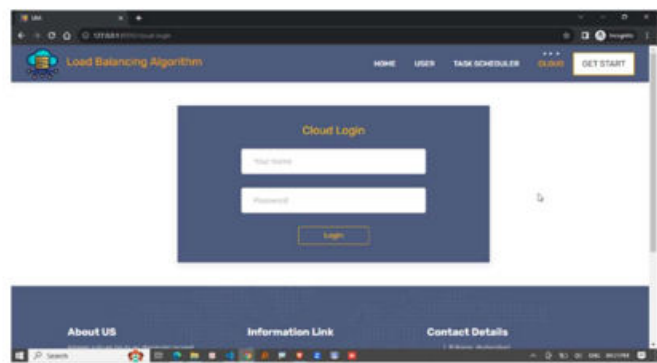 Load Balancing Algorithm
HOME USER TASK SCHEDULER CLOUD GET START
Cloud Login
Your Name
Password
Login
About US Information Link Contact Details
Search